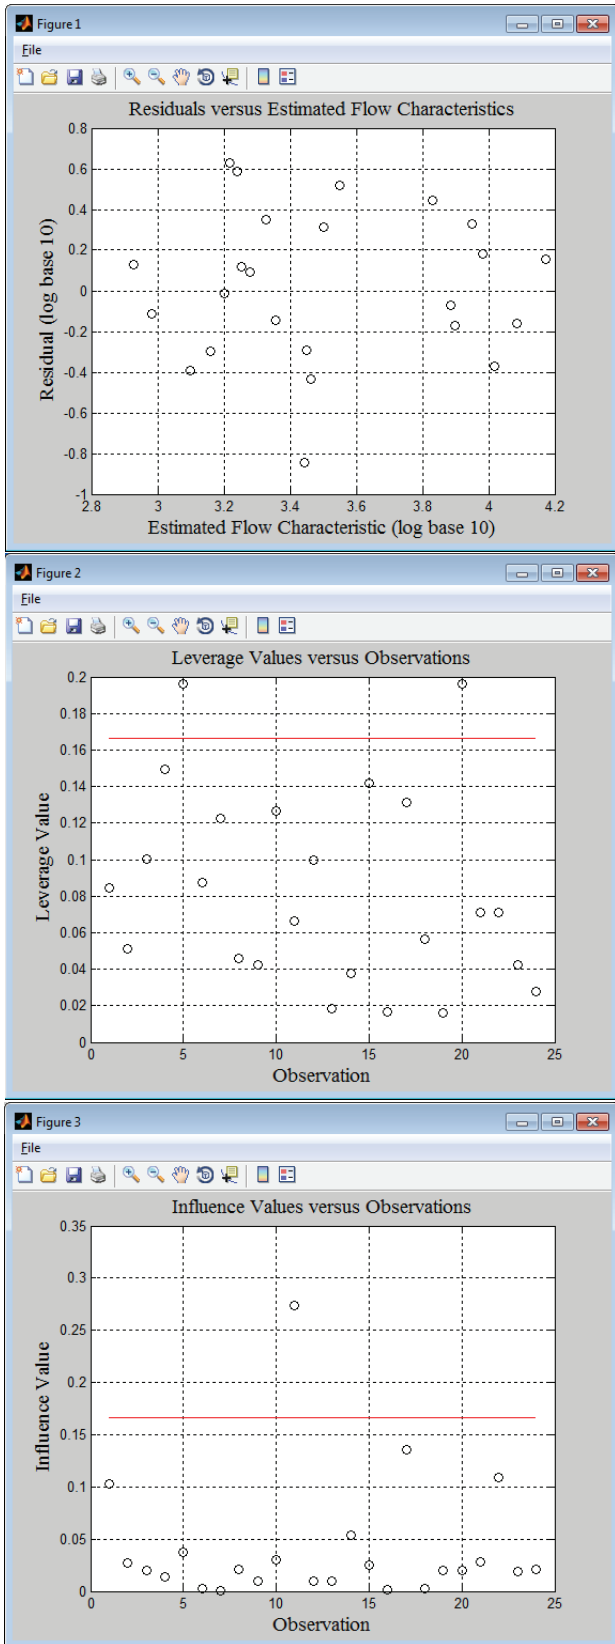 Figure 1
File
Residuals versus Estimated Flow Characteristics
0.8
0.6
0.4
0.2
0
-0.2
-0.4
-0.6
-0.8
-1
Residual (log base 10)
2.8 3 3.2 3.4 3.6 3.8 4 4.2
Estimated Flow Characteristic (log base 10)
Figure 2
File
Leverage Values versus Observations
0.2
0.18
0.16
0.14
0.12
0.1
0.08
0.06
0.04
0.02
0
Leverage Value
0 5 10 15 20 25
Observation
Figure 3
File
Influence Values versus Observations
0.35
0.3
0.25
0.2
0.15
0.1
0.05
0
Influence Value
0 5 10 15 20 25
Observation